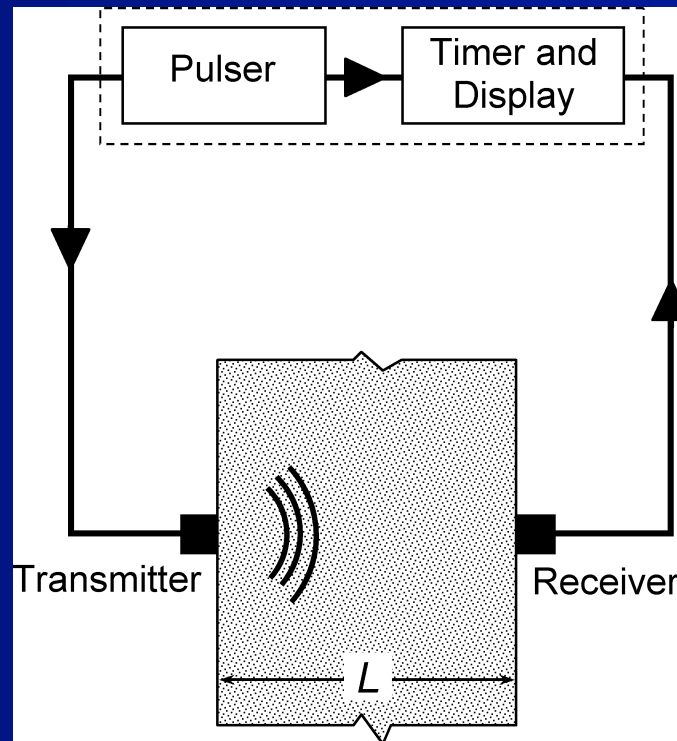 Pulser
Timer and
Display
Transmitter
Receiver
L